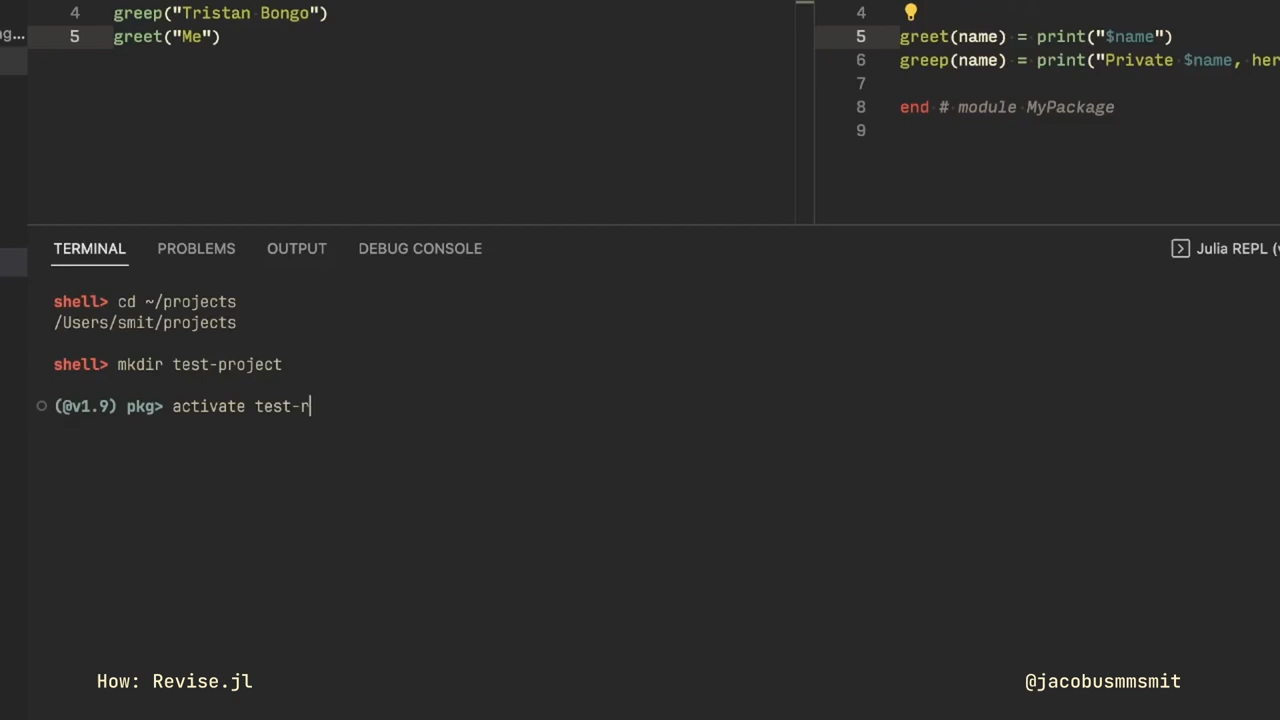 4 greep("Tristan Bongo")
5 greet("Me")
g...
4
5 greet(name) = print("$name")
6 greep(name) = print("Private $name, her
7
8 end # module MyPackage
9
TERMINAL PROBLEMS OUTPUT DEBUG CONSOLE
Julia REPL (
shell> cd ~/projects
/Users/smit/projects
shell> mkdir test-project
(@v1.9) pkg> activate test-r
How: Revise.jl
@jacobusmmsmit